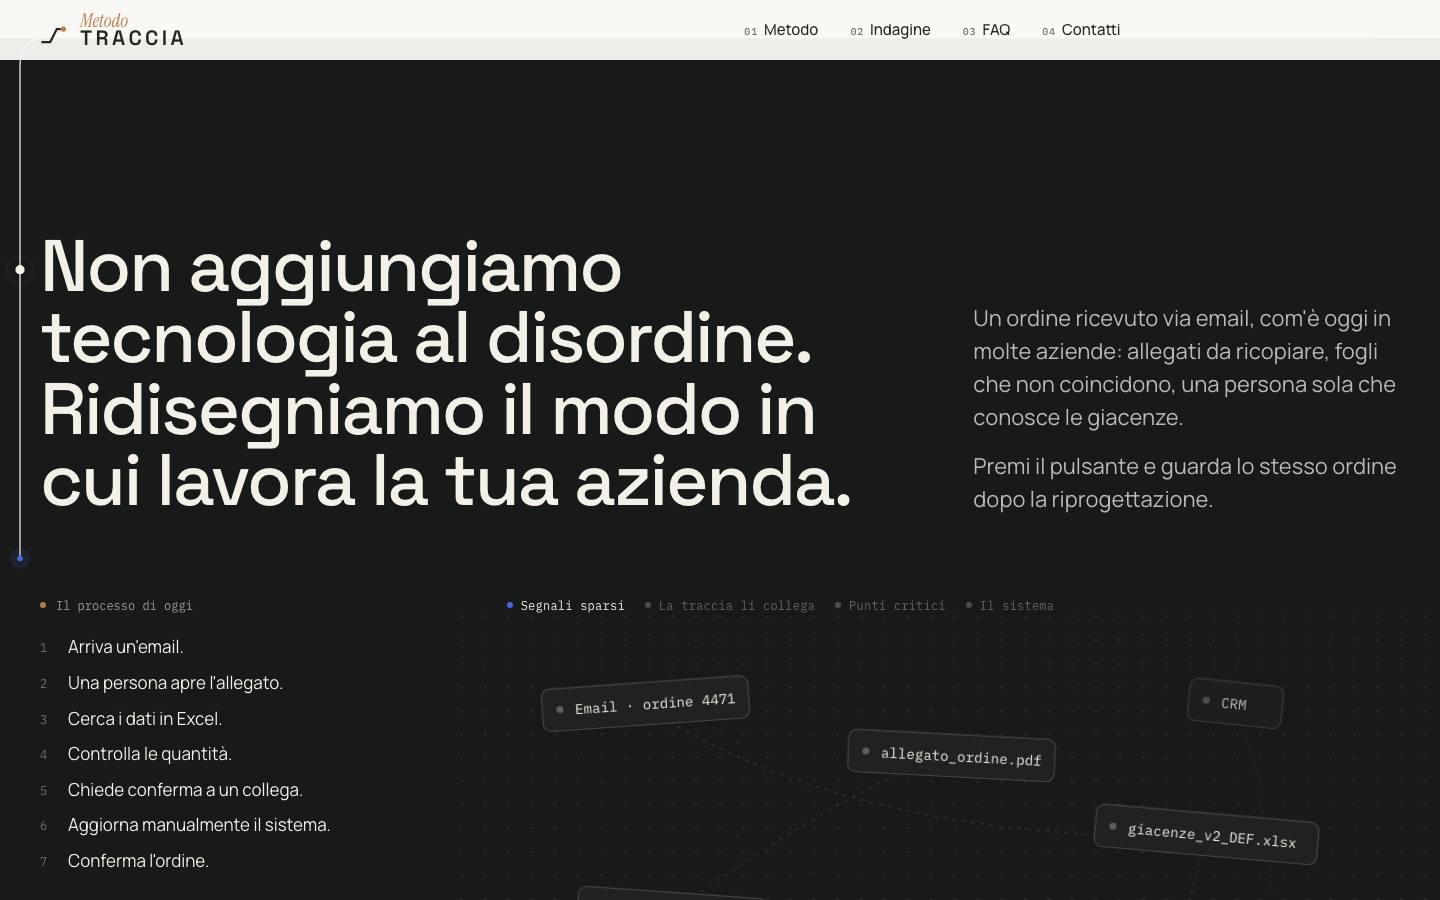 Metodo
TRACCIA
01 Metodo
02 Indagine
03 FAQ
04 Contatti
Non aggiungiamo
tecnologia al disordine.
Ridisegniamo il modo in
cui lavora la tua azienda.
Un ordine ricevuto via email, com'è oggi in
molte aziende: allegati da ricopiare, fogli
che non coincidono, una persona sola che
conosce le giacenze.
Premi il pulsante e guarda lo stesso ordine
dopo la riprogettazione.
Il processo di oggi
1 Arriva un'email.
2 Una persona apre l'allegato.
3 Cerca i dati in Excel.
4 Controlla le quantità.
5 Chiede conferma a un collega.
6 Aggiorna manualmente il sistema.
7 Conferma l'ordine.
Segnali sparsi
La traccia li collega
Punti critici
Il sistema
Email · ordine 4471
CRM
allegato_ordine.pdf
giacenze_v2_DEF.xlsx